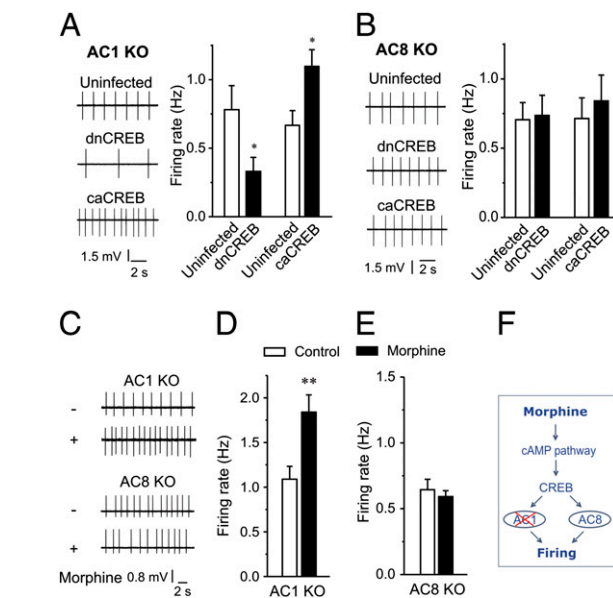 A
AC1 KO
Uninfected
dnCREB
caCREB
1.5 mV
2 s
Firing rate (Hz)
1.0
0.5
0.0
*
*
Uninfected
dnCREB
Uninfected
caCREB
B
AC8 KO
Uninfected
dnCREB
caCREB
1.5 mV
2 s
Firing rate (Hz)
1.0
0.5
0.0
Uninfected
dnCREB
Uninfected
caCREB
C
AC1 KO
-
+
AC8 KO
-
+
Morphine 0.8 mV
2 s
D
E
Control Morphine
Firing rate (Hz)
2.0
1.5
1.0
0.5
0.0
**
AC1 KO
Firing rate (Hz)
1.5
1.0
0.5
0.0
AC8 KO
F
Morphine
cAMP pathway
CREB
AC1 AC8
Firing